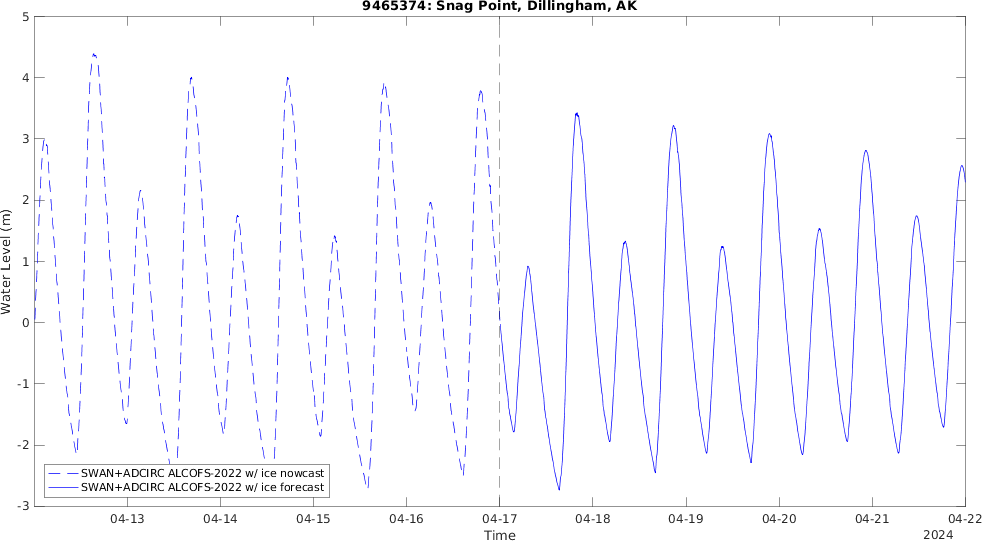 9465374: Snag Point, Dillingham, AK
5
4
3
2
1
0
-1
-2
-3
Water Level (m)
SWAN+ADCIRC ALCOFS-2022 w/ ice nowcast
SWAN+ADCIRC ALCOFS-2022 w/ ice forecast
04-13 04-14 04-15 04-16 04-17 04-18 04-19 04-20 04-21 04-22
Time
2024